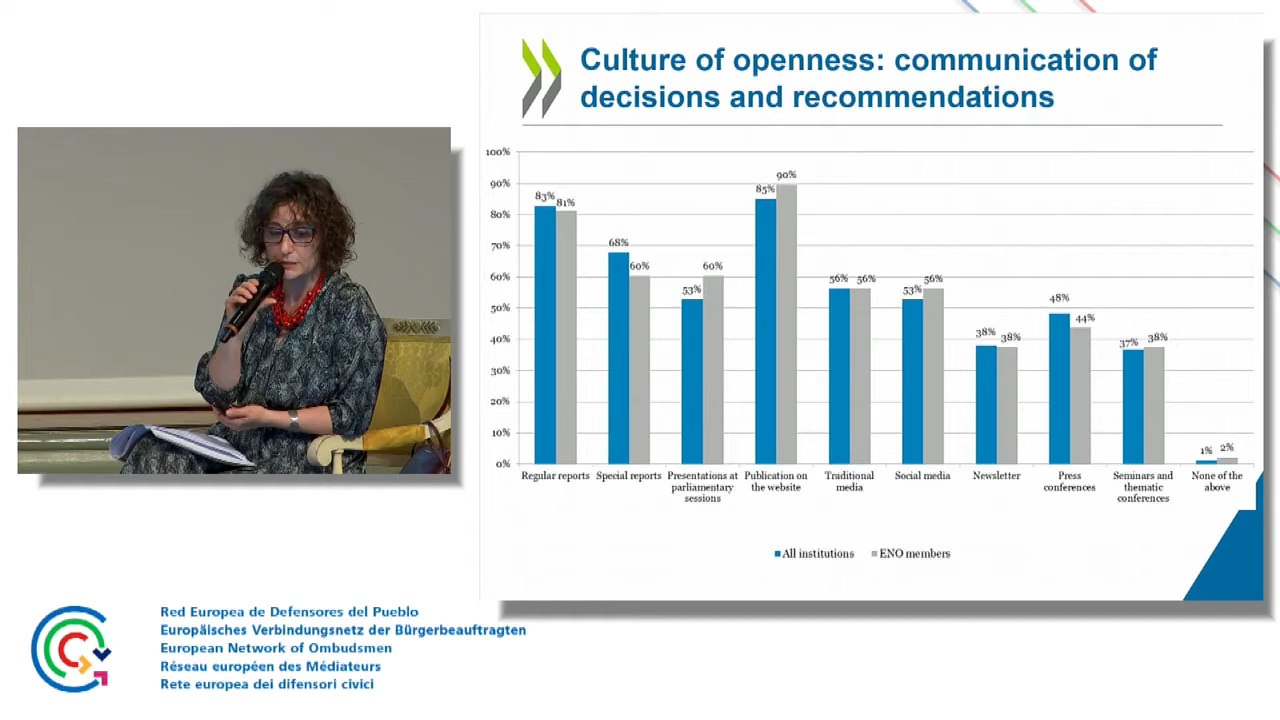 Culture of openness: communication of
decisions and recommendations
100%
90%
80%
70%
60%
50%
40%
30%
20%
10%
0%
83%
81%
68%
60%
53%
60%
85%
90%
56%
56%
53%
56%
38%
38%
48%
44%
37%
38%
1%
2%
Regular reports
Special reports
Presentations at
parliamentary
sessions
Publication on
the website
Traditional
media
Social media
Newsletter
Press
conferences
Seminars and
thematic
conferences
None of the
above
All institutions
ENO members
Red Europea de Defensores del Pueblo
Europäisches Verbindungsnetz der Bürgerbeauftragten
European Network of Ombudsmen
Réseau européen des Médiateurs
Rete europea dei difensori civici